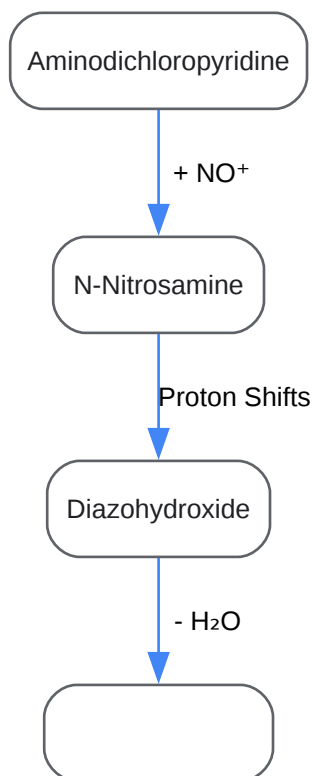 Aminodichloropyridine
+ NO⁺
N-Nitrosamine
Proton Shifts
Diazohydroxide
- H₂O